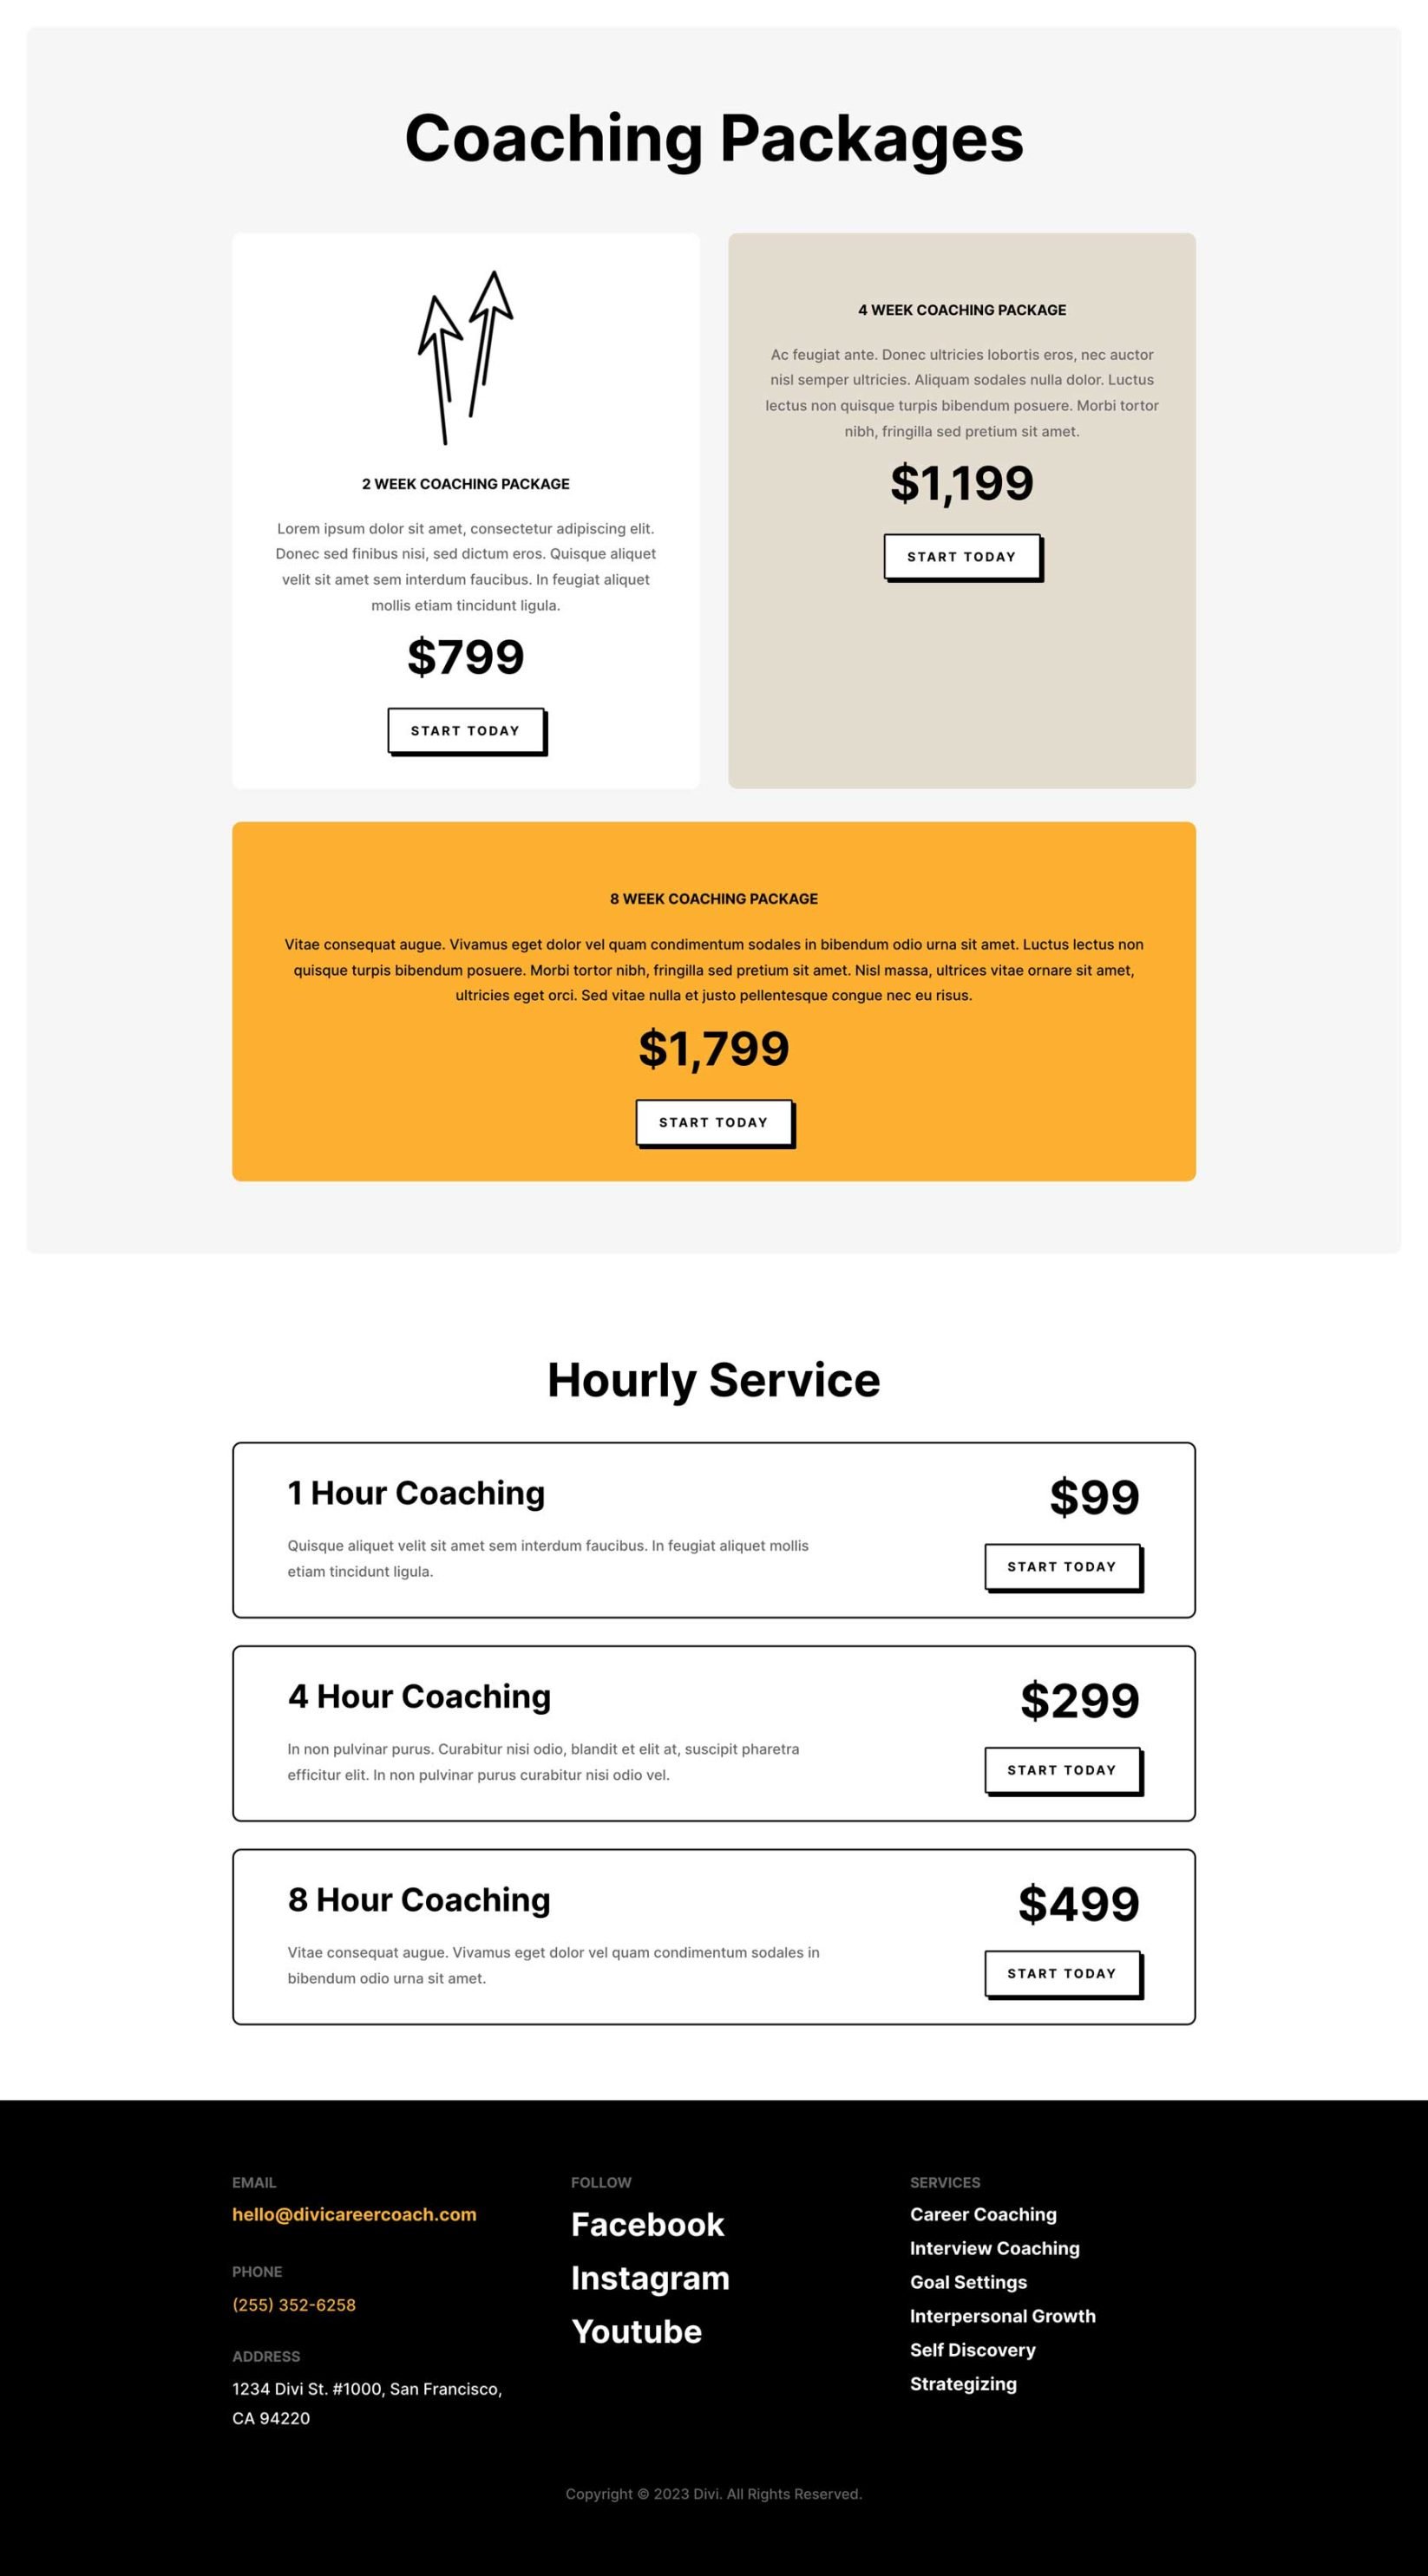 Coaching Packages
2 WEEK COACHING PACKAGE
Lorem ipsum dolor sit amet, consectetur adipiscing elit.
Donec sed finibus nisi, sed dictum eros. Quisque aliquet
velit sit amet sem interdum faucibus. In feugiat aliquet
mollis etiam tincidunt ligula.
$799
START TODAY
4 WEEK COACHING PACKAGE
Ac feugiat ante. Donec ultricies lobortis eros, nec auctor
nisl semper ultricies. Aliquam sodales nulla dolor. Luctus
lectus non quisque turpis bibendum posuere. Morbi tortor
nibh, fringilla sed pretium sit amet.
$1,199
START TODAY
8 WEEK COACHING PACKAGE
Vitae consequat augue. Vivamus eget dolor vel quam condimentum sodales in bibendum odio urna sit amet. Luctus lectus non
quisque turpis bibendum posuere. Morbi tortor nibh, fringilla sed pretium sit amet. Nisl massa, ultrices vitae ornare sit amet,
ultricies eget orci. Sed vitae nulla et justo pellentesque congue nec eu risus.
$1,799
START TODAY
Hourly Service
1 Hour Coaching
Quisque aliquet velit sit amet sem interdum faucibus. In feugiat aliquet mollis
etiam tincidunt ligula.
$99
START TODAY
4 Hour Coaching
In non pulvinar purus. Curabitur nisi odio, blandit et elit at, suscipit pharetra
efficitur elit. In non pulvinar purus curabitur nisi odio vel.
$299
START TODAY
8 Hour Coaching
Vitae consequat augue. Vivamus eget dolor vel quam condimentum sodales in
bibendum odio urna sit amet.
$499
START TODAY
EMAIL
hello@divicareercoach.com
PHONE
(255) 352-6258
ADDRESS
1234 Divi St. #1000, San Francisco,
CA 94220
FOLLOW
Facebook
Instagram
Youtube
SERVICES
Career Coaching
Interview Coaching
Goal Settings
Interpersonal Growth
Self Discovery
Strategizing
Copyright © 2023 Divi. All Rights Reserved.